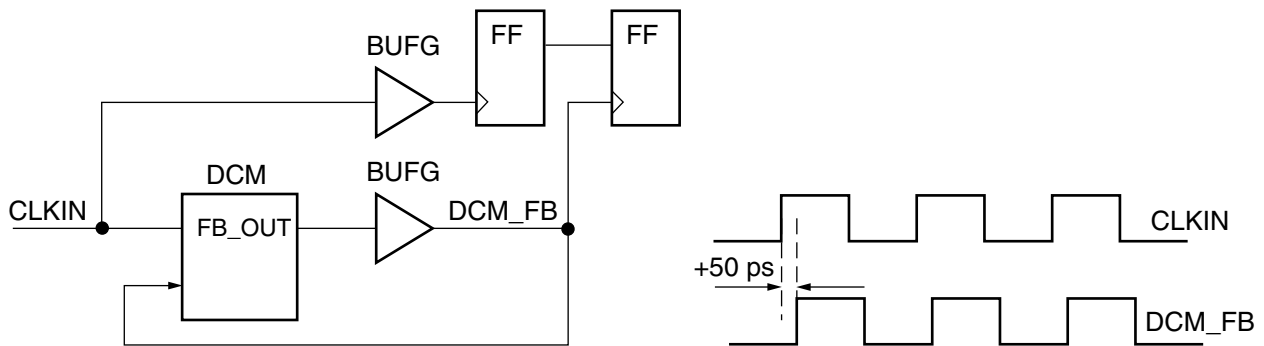 BUFG
FF
FF
DCM
BUFG
CLKIN
FB_OUT
DCM_FB
CLKIN
+50 ps
DCM_FB